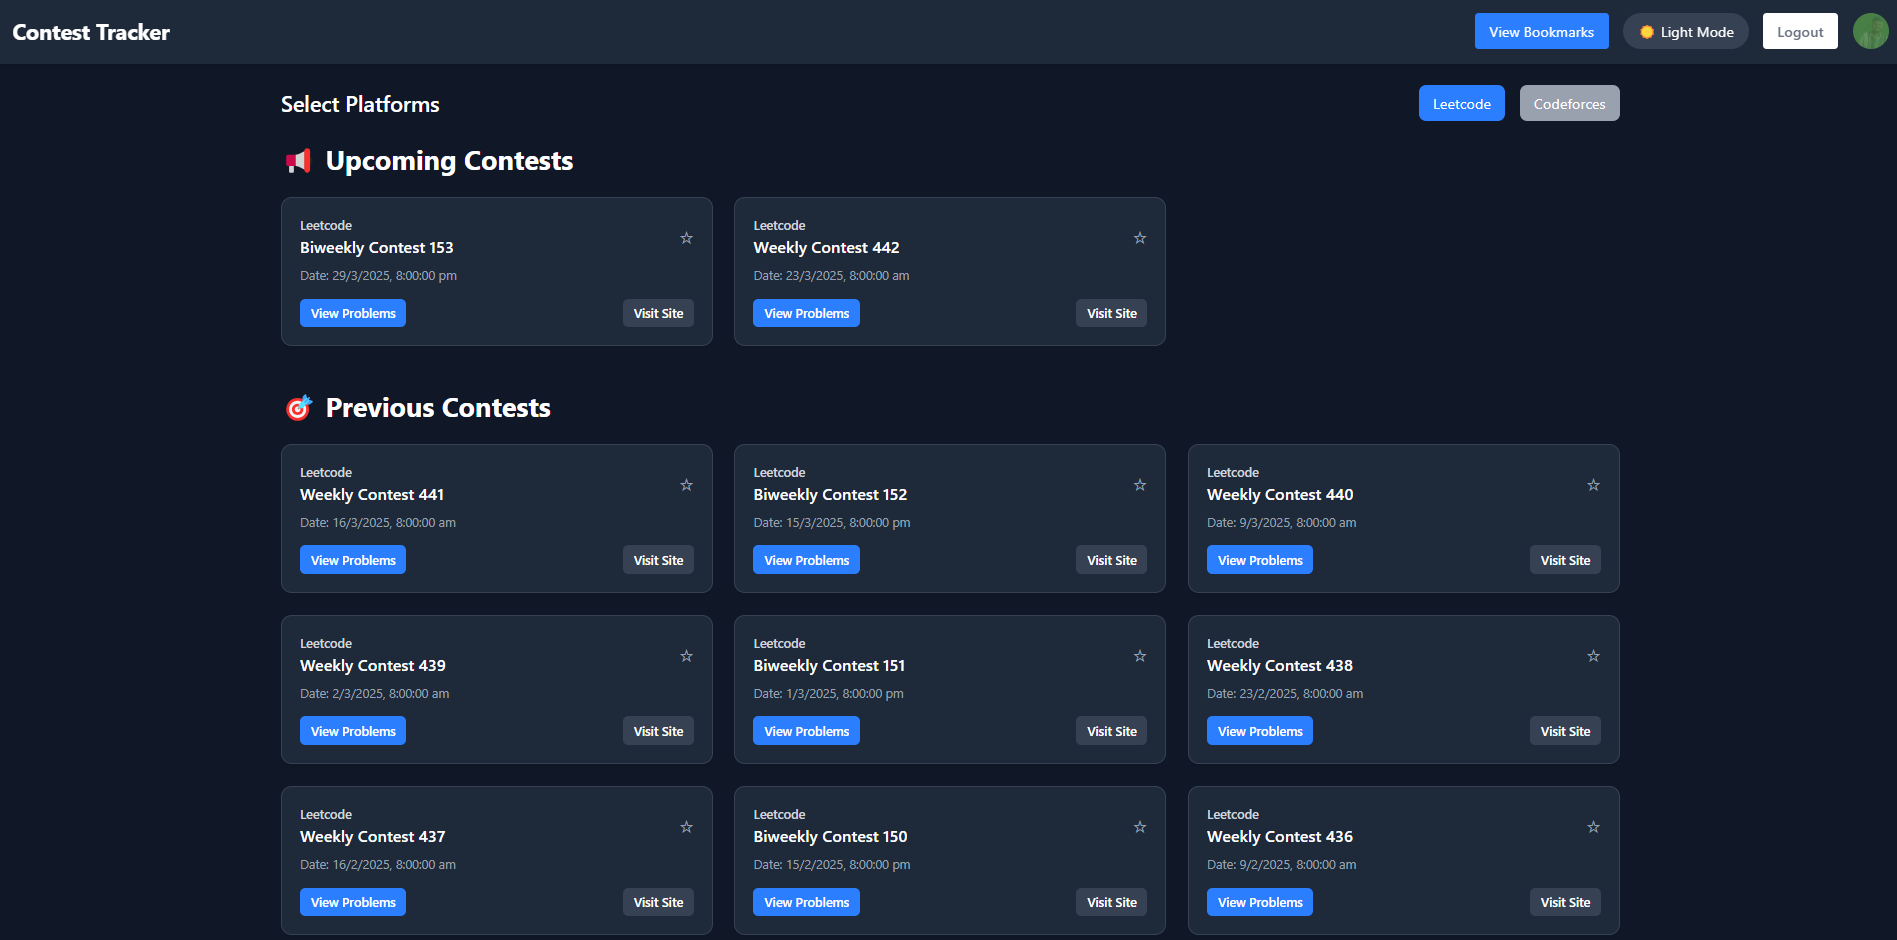 Contest Tracker
View Bookmarks
Light Mode
Logout
Select Platforms
Leetcode
Codeforces
Upcoming Contests
Leetcode
Biweekly Contest 153
Date: 29/3/2025, 8:00:00 pm
View Problems
Visit Site
Leetcode
Weekly Contest 442
Date: 23/3/2025, 8:00:00 am
View Problems
Visit Site
Previous Contests
Leetcode
Weekly Contest 441
Date: 16/3/2025, 8:00:00 am
View Problems
Visit Site
Leetcode
Biweekly Contest 152
Date: 15/3/2025, 8:00:00 pm
View Problems
Visit Site
Leetcode
Weekly Contest 440
Date: 9/3/2025, 8:00:00 am
View Problems
Visit Site
Leetcode
Weekly Contest 439
Date: 2/3/2025, 8:00:00 am
View Problems
Visit Site
Leetcode
Biweekly Contest 151
Date: 1/3/2025, 8:00:00 pm
View Problems
Visit Site
Leetcode
Weekly Contest 438
Date: 23/2/2025, 8:00:00 am
View Problems
Visit Site
Leetcode
Weekly Contest 437
Date: 16/2/2025, 8:00:00 am
View Problems
Visit Site
Leetcode
Biweekly Contest 150
Date: 15/2/2025, 8:00:00 pm
View Problems
Visit Site
Leetcode
Weekly Contest 436
Date: 9/2/2025, 8:00:00 am
View Problems
Visit Site